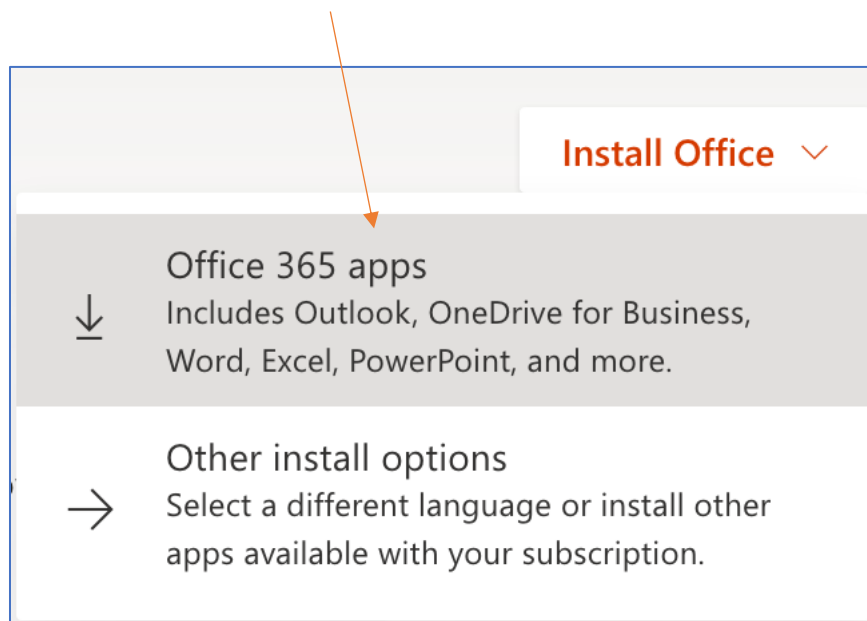 Install Office
Office 365 apps
Includes Outlook, OneDrive for Business,
Word, Excel, PowerPoint, and more.
Other install options
Select a different language or install other
apps available with your subscription.